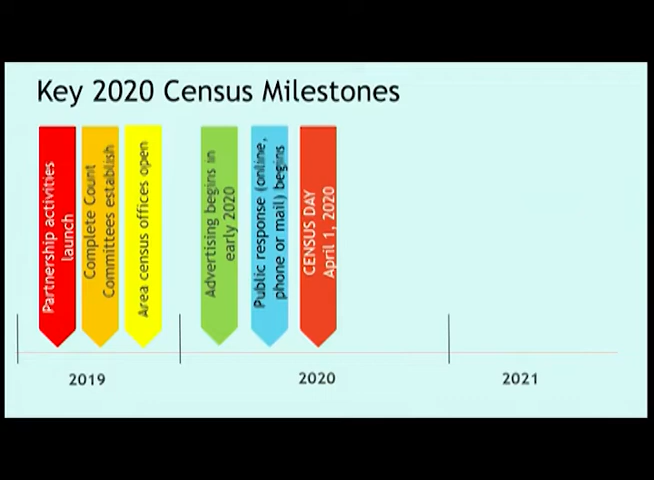 Key 2020 Census Milestones
Partnership activities
launch
Complete Count
Committees establish
Area census offices open
Advertising begins in
early 2020
Public response (online,
phone or mail) begins
CENSUS DAY
April 1, 2020
2019
2020
2021